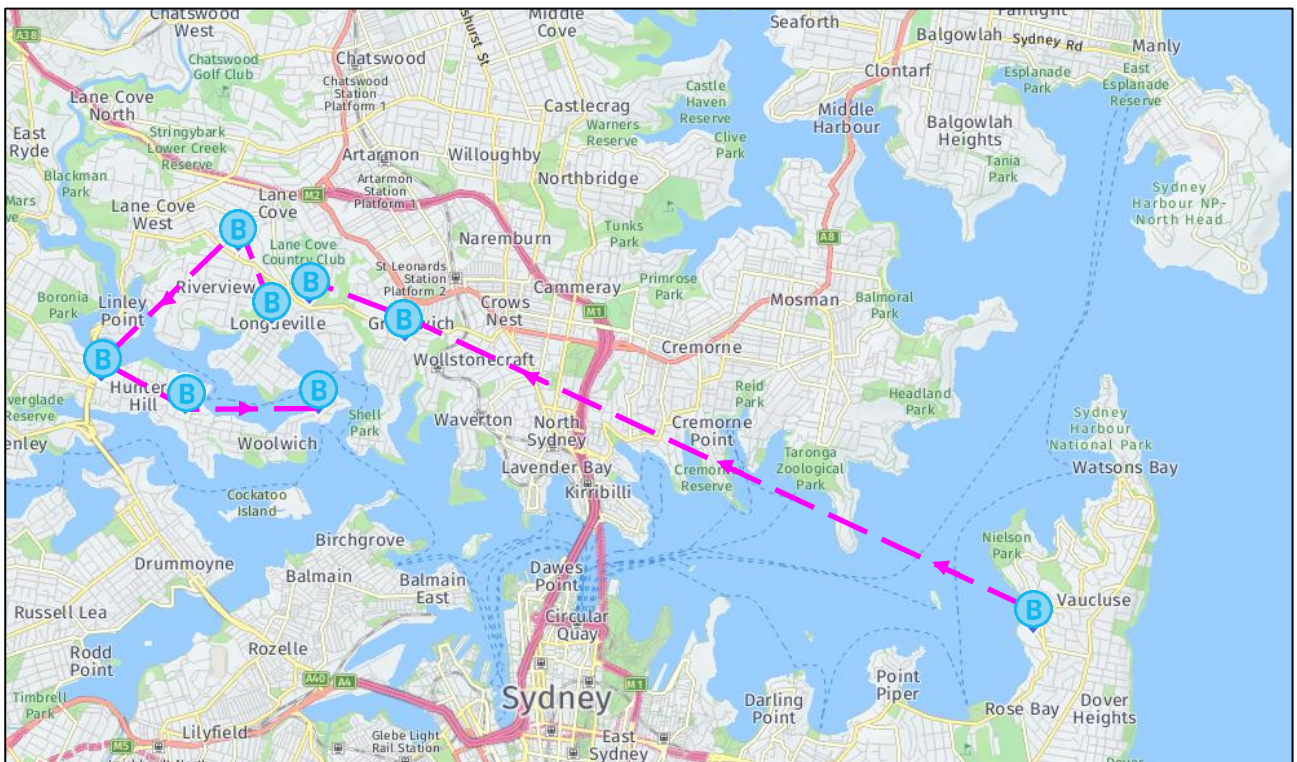 Chatswood
West
Middle
Cove
Seaforth
Balgowlah
Sydney Rd
Manly
A38
Chatswood
Golf Club
Chatswood
Chatswood
Station
Platform 1
Clontarf
Esplanade
Park
East
Esplanade
Reserve
Lane Cove
North
Castlecrag
Castle
Haven
Reserve
Middle
Harbour
Balgowlah
Heights
East
Ryde
Stringybark
Lower Creek
Reserve
Warners
Reserve
Clive
Park
Artarmon
Willoughby
Tania
Park
Blackman
Park
Artarmon
Station
Platform 1
Northbridge
Sydney
Harbour NP-
North Head
Mars
Lane Cove
West
Lane
Cove
M2
Tunks
Park
A8
B
Lane Cove
Country Club
Naremburn
St Leonards
Station
Platform 2
Primrose
Park
Riverview
B
B
Cammeray
Mosman
Balmoral
Park
Boronia
Park
Linley
Point
Longueville
B
Crows
Nest
M1
B
Wollstonecraft
Cremorne
Hunter
Hill
B
B
Reid
Park
Headland
Park
Reserve
Shell
Park
Waverton
North
Sydney
Cremorne
Point
Sydney
Harbour
National Park
Woolwich
Taronga
Zoological
Park
Lavender Bay
Reserve
Watsons Bay
Cockatoo
Island
Kirribilli
Birchgrove
Nielson
Park
Drummoyne
Balmain
Balmain
East
Dawes
Point
B
Vaucluse
Russell Lea
Circular
Quay
Rodd
Point
Rozelle
Point
Piper
A40
A4
M1
Timbrell
Park
Sydney
Darling
Point
Rose Bay
Dover
Heights
Lilyfield
M5
Glebe Light
Rail Station
East
Sydney